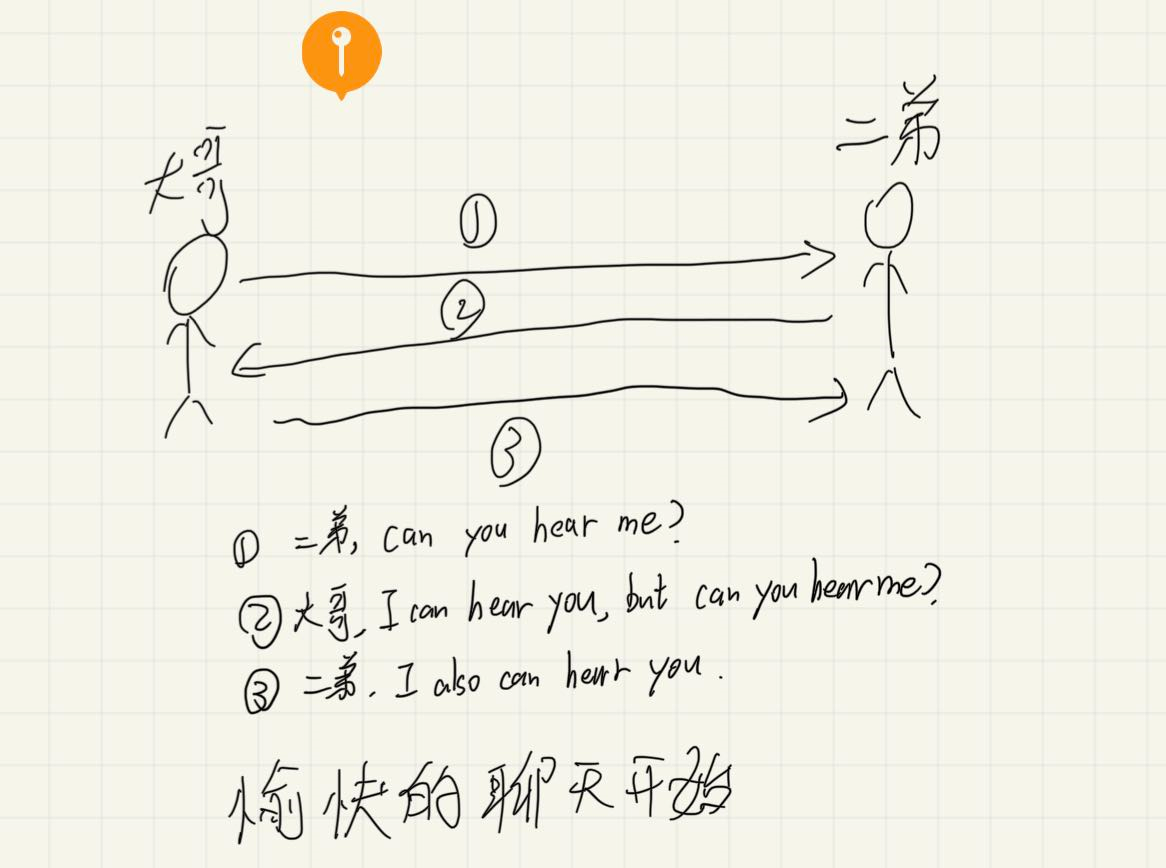 大哥
二弟
①
②
③
① 二弟, can you hear me?
② 大哥, I can hear you, but can you hear me?
③ 二弟, I also can hear you.
愉快的聊天开始